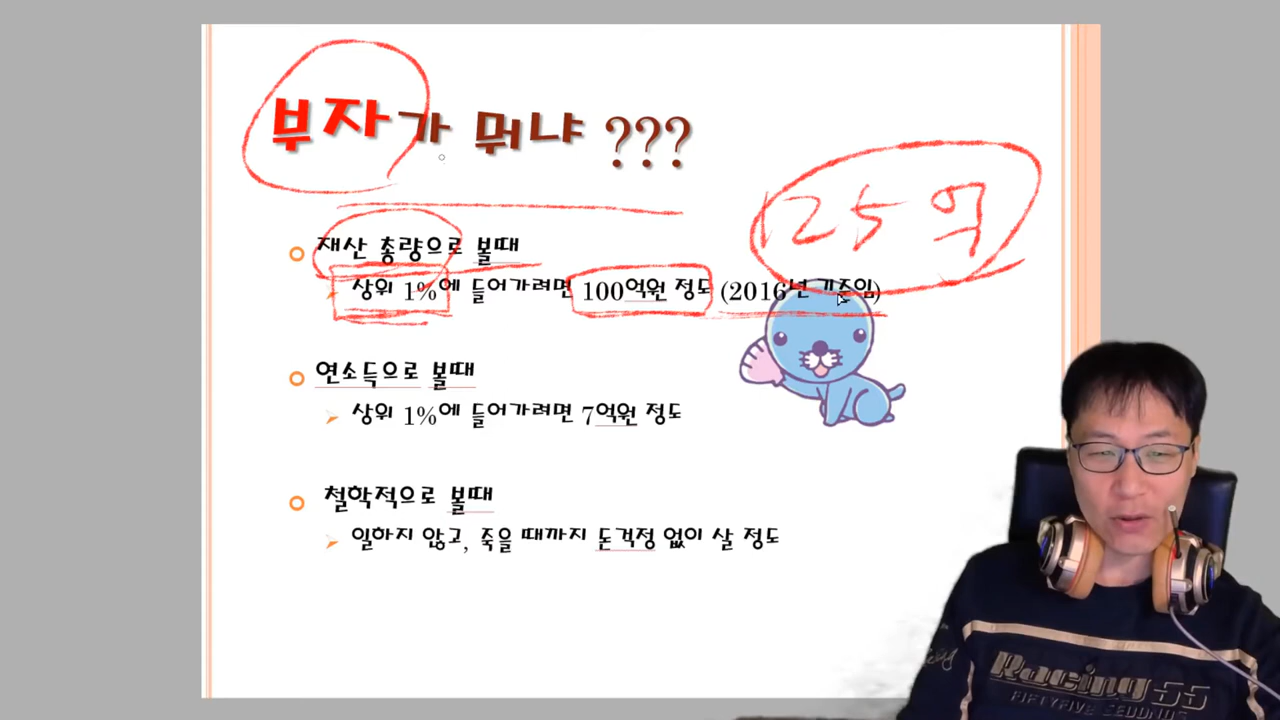 부자가 뭐냐 ???
125억
재산 총량으로 볼때
상위 1%에 들어가려면 100억원 정도 (2016년 기준임)
연소득으로 볼때
상위 1%에 들어가려면 7억원 정도
철학적으로 볼때
일하지 않고, 죽을 때까지 돈걱정 없이 살 정도
Racing 55
FIFTYFIVE SECONDS